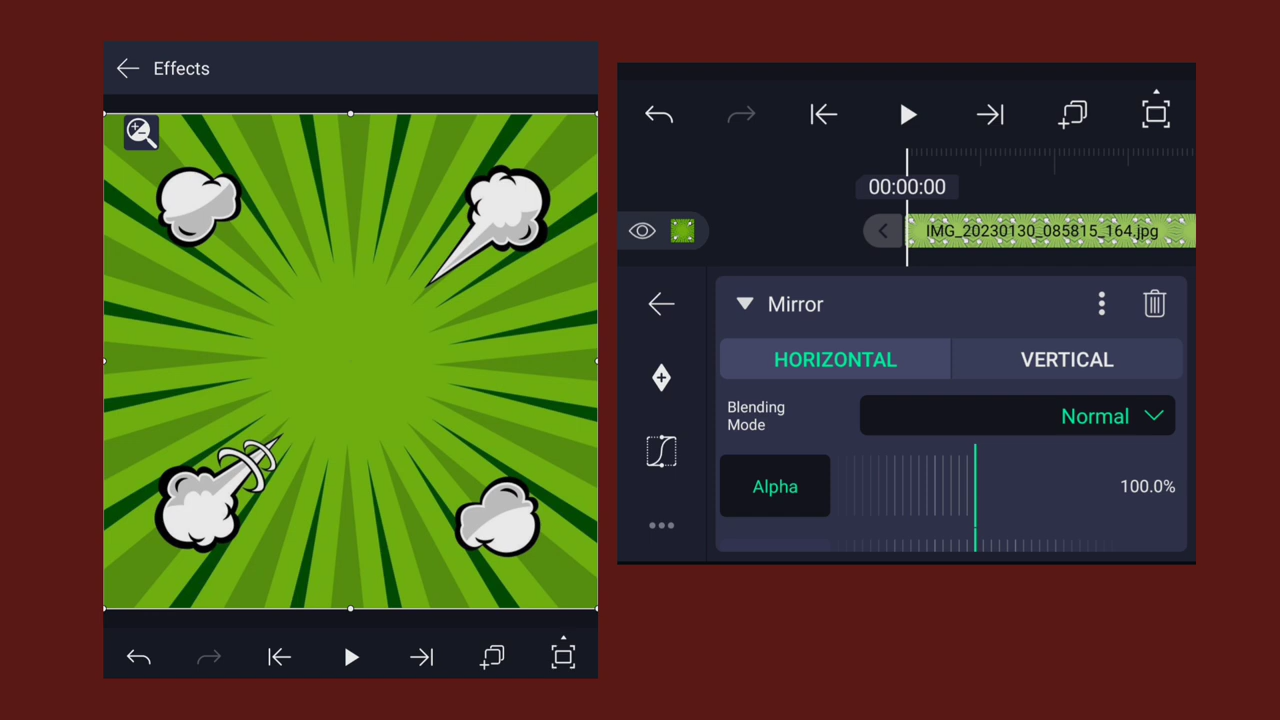 Effects
00:00:00
IMG_20230130_085815_164.jpg
Mirror
HORIZONTAL
VERTICAL
Blending
Mode
Normal
Alpha
100.0%